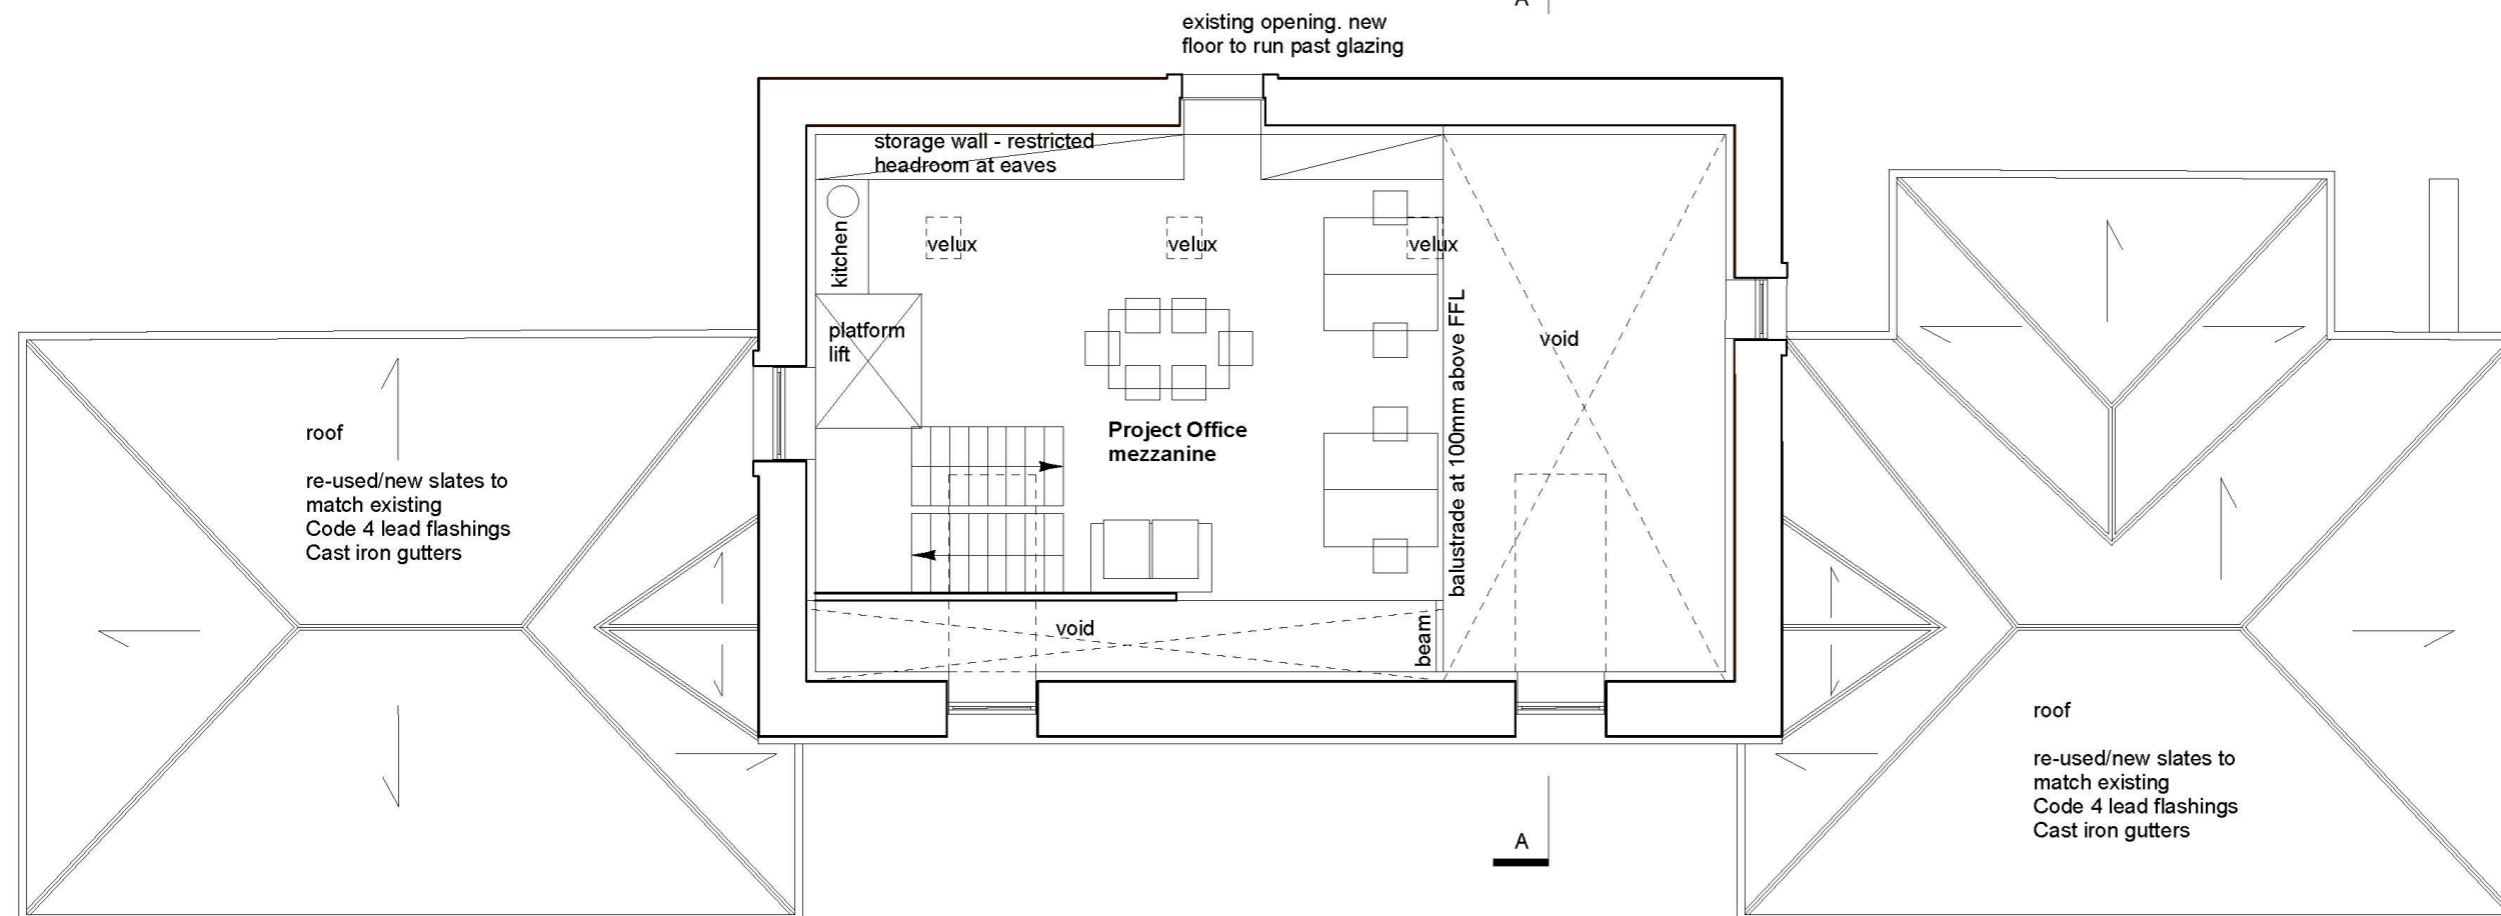 A
existing opening. new
floor to run past glazing
storage wall - restricted
headroom at eaves
kitchen
velux
velux
velux
platform
lift
void
balustrade at 100mm above FFL
Project Office
mezzanine
roof
re-used/new slates to
match existing
Code 4 lead flashings
Cast iron gutters
void
beam
roof
re-used/new slates to
match existing
Code 4 lead flashings
Cast iron gutters
A